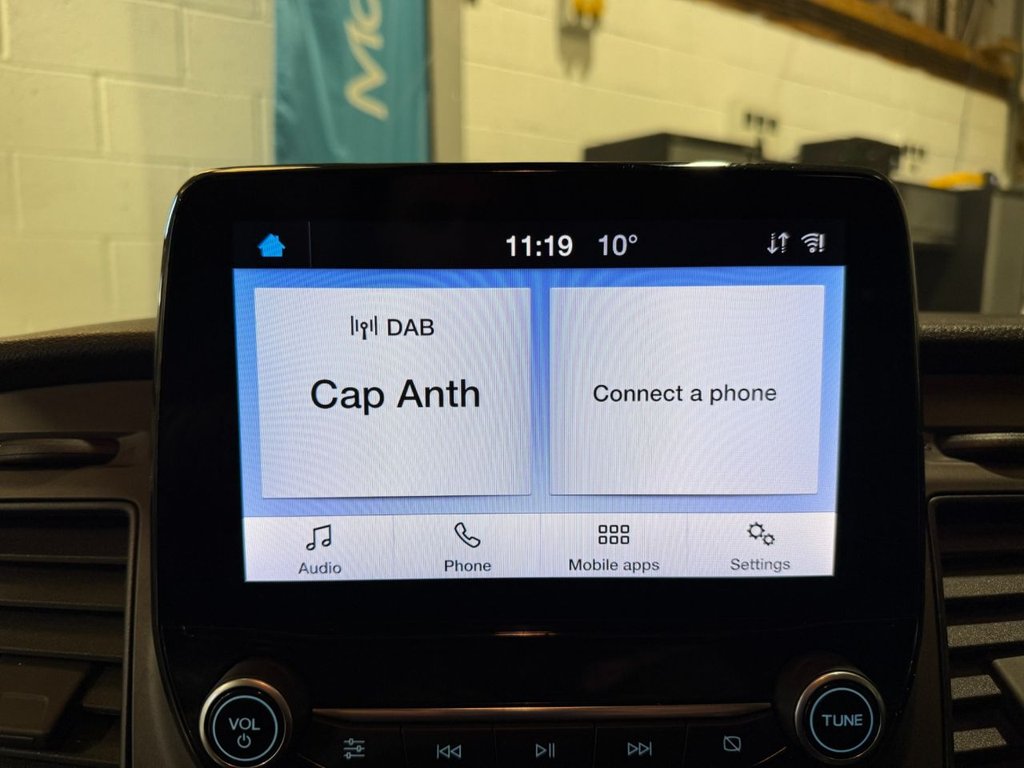 11:19 10°
DAB
Cap Anth
Connect a phone
Audio Phone Mobile apps Settings
VOL TUNE